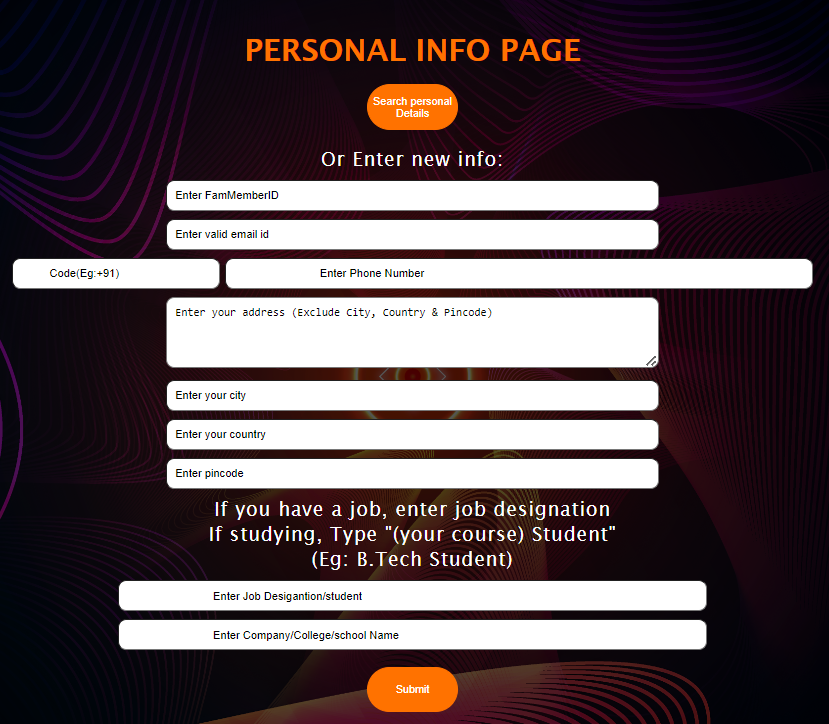 PERSONAL INFO PAGE
Search personal
Details
Or Enter new info:
Enter FamMemberID
Enter valid email id
Code(Eg:+91) Enter Phone Number
Enter your address (Exclude City, Country & Pincode)
Enter your city
Enter your country
Enter pincode
If you have a job, enter job designation
If studying, Type "(your course) Student"
(Eg: B.Tech Student)
Enter Job Desigantion/student
Enter Company/College/school Name
Submit